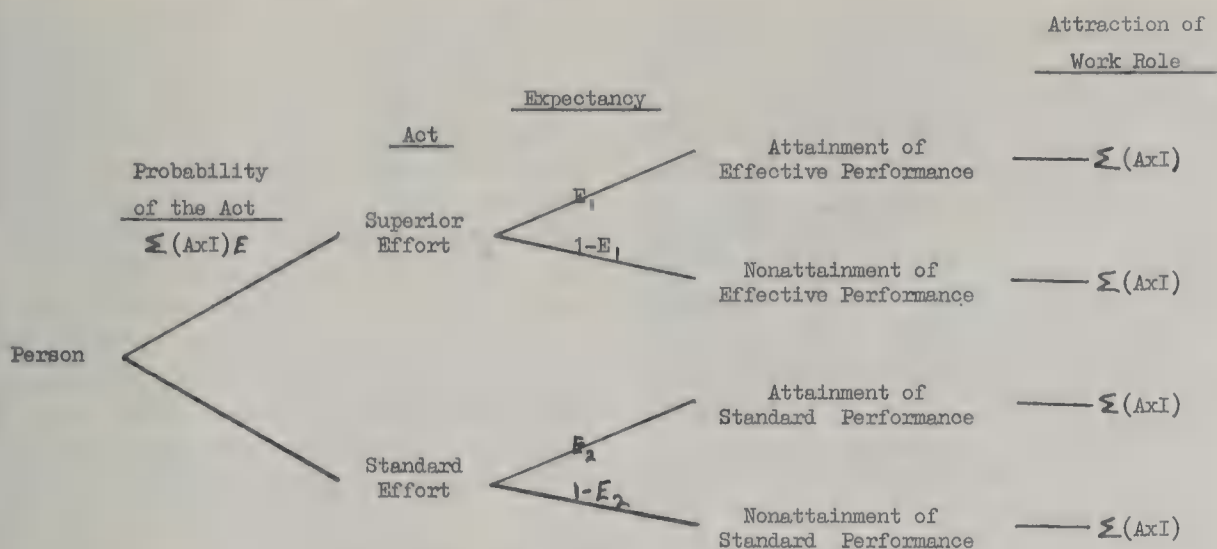 Attraction of
Work Role
Expectancy
Act
Probability
of the Act
Σ(AxI)E
Superior
Effort
E₁
1-E₁
Attainment of
Effective Performance
Σ(AxI)
Nonattainment of
Effective Performance
Σ(AxI)
Person
Standard
Effort
E₂
1-E₂
Attainment of
Standard Performance
Σ(AxI)
Nonattainment of
Standard Performance
Σ(AxI)